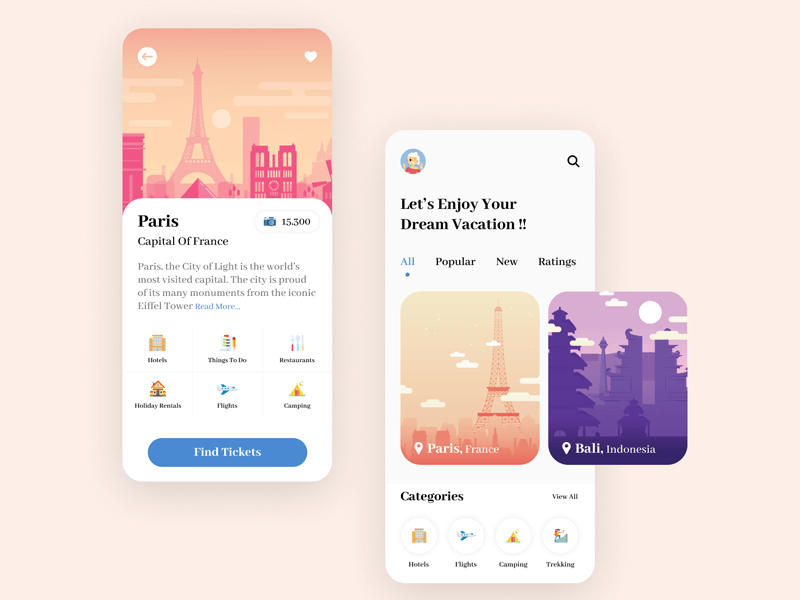 Paris
15,300
Capital Of France
Paris, the City of Light is the world's
most visited capital. The city is proud
of its many monuments from the iconic
Eiffel Tower Read More...
Hotels
Things To Do
Restaurants
Holiday Rentals
Flights
Camping
Find Tickets
Let's Enjoy Your
Dream Vacation !!
All
Popular
New
Ratings
Paris, France
Bali, Indonesia
Categories
View All
Hotels
Flights
Camping
Trekking